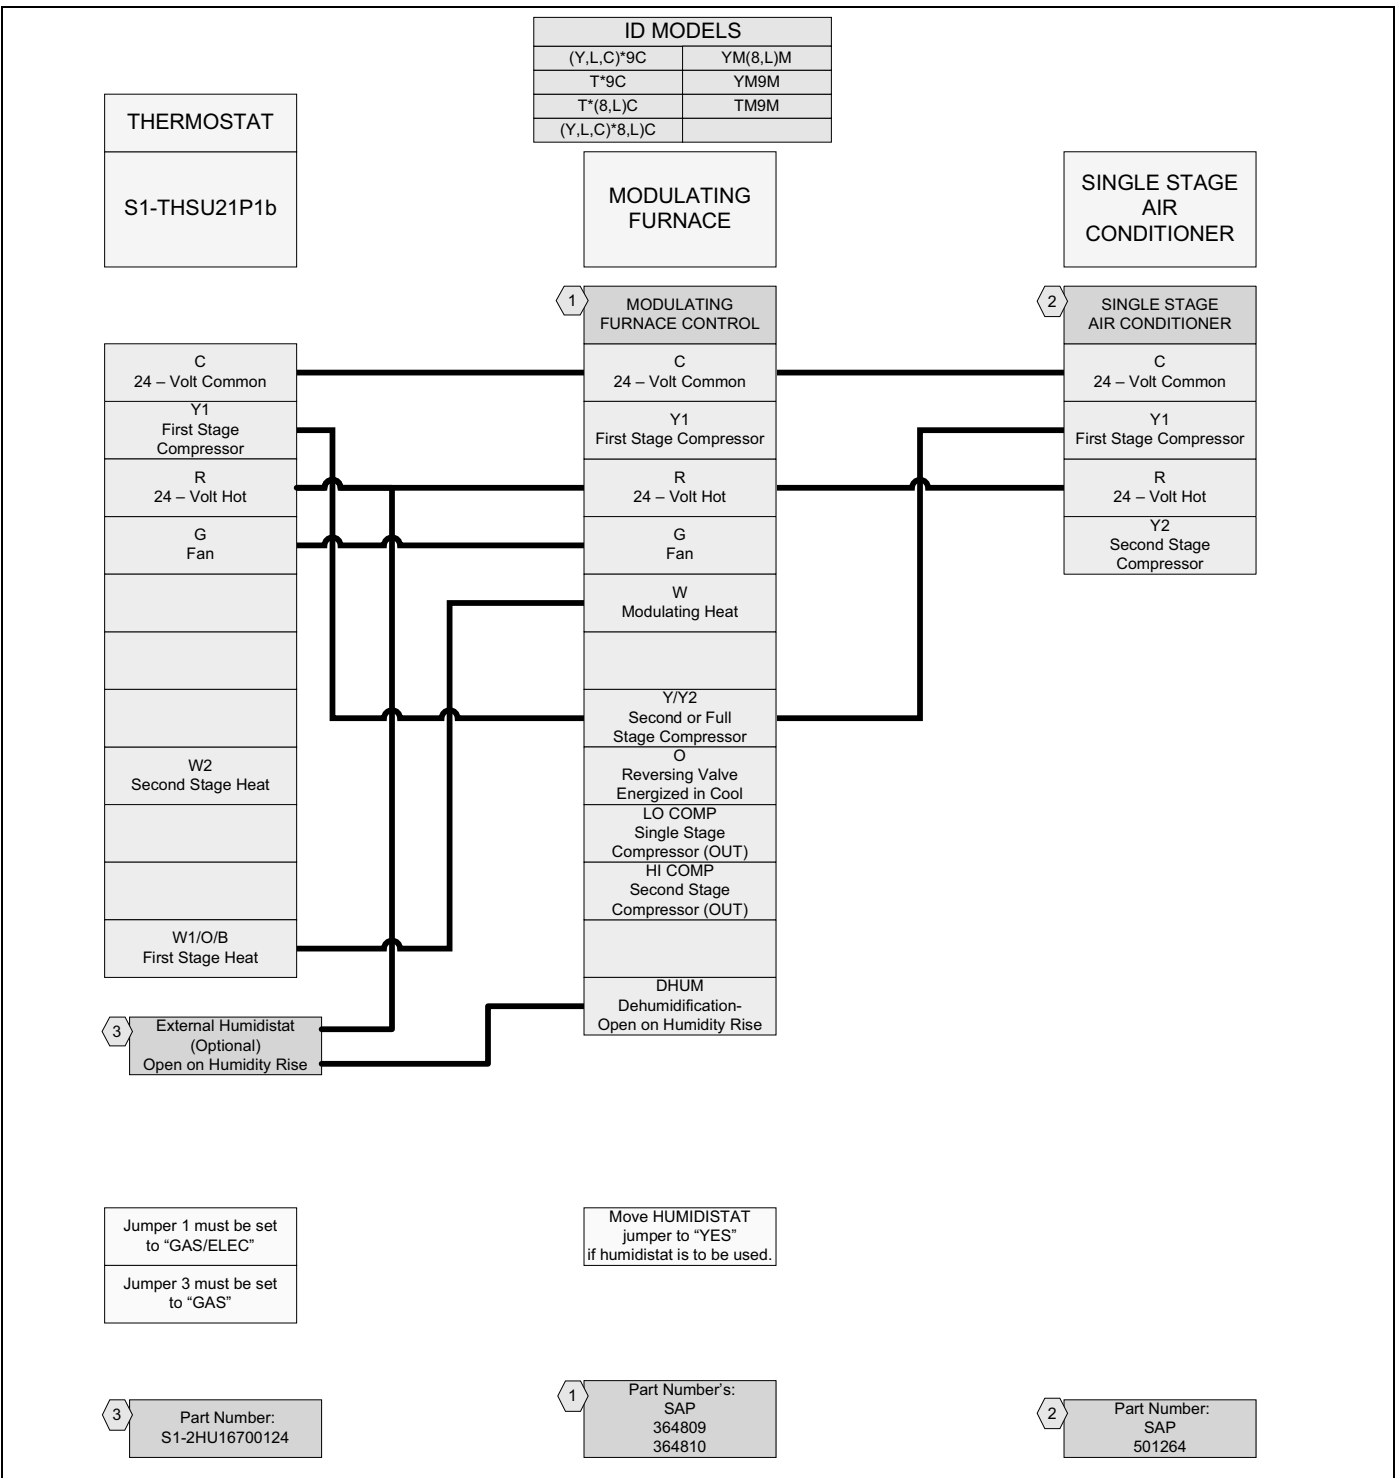 ID MODELS
(Y,L,C)*9C YM(8,L)M
T*9C YM9M
T*(8,L)C TM9M
(Y,L,C)*8,L)C
THERMOSTAT
S1-THSU21P1b
MODULATING
FURNACE
SINGLE STAGE
AIR
CONDITIONER
1
MODULATING
FURNACE CONTROL
2
SINGLE STAGE
AIR CONDITIONER
C
24 – Volt Common
Y1
First Stage
Compressor
R
24 – Volt Hot
G
Fan
W2
Second Stage Heat
W1/O/B
First Stage Heat
3
External Humidistat
(Optional)
Open on Humidity Rise
C
24 – Volt Common
Y1
First Stage Compressor
R
24 – Volt Hot
G
Fan
W
Modulating Heat
Y/Y2
Second or Full
Stage Compressor
O
Reversing Valve
Energized in Cool
LO COMP
Single Stage
Compressor (OUT)
HI COMP
Second Stage
Compressor (OUT)
DHUM
Dehumidification-
Open on Humidity Rise
C
24 – Volt Common
Y1
First Stage Compressor
R
24 – Volt Hot
Y2
Second Stage
Compressor
Jumper 1 must be set
to “GAS/ELEC”
Jumper 3 must be set
to “GAS”
Move HUMIDISTAT
jumper to “YES”
if humidistat is to be used.
3
Part Number:
S1-2HU16700124
1
Part Number’s:
SAP
364809
364810
2
Part Number:
SAP
501264